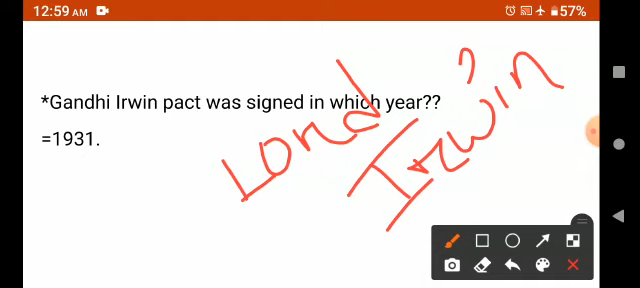 12:59 AM
57%
*Gandhi Irwin pact was signed in which year??
=1931.
Lord
Irwin
?